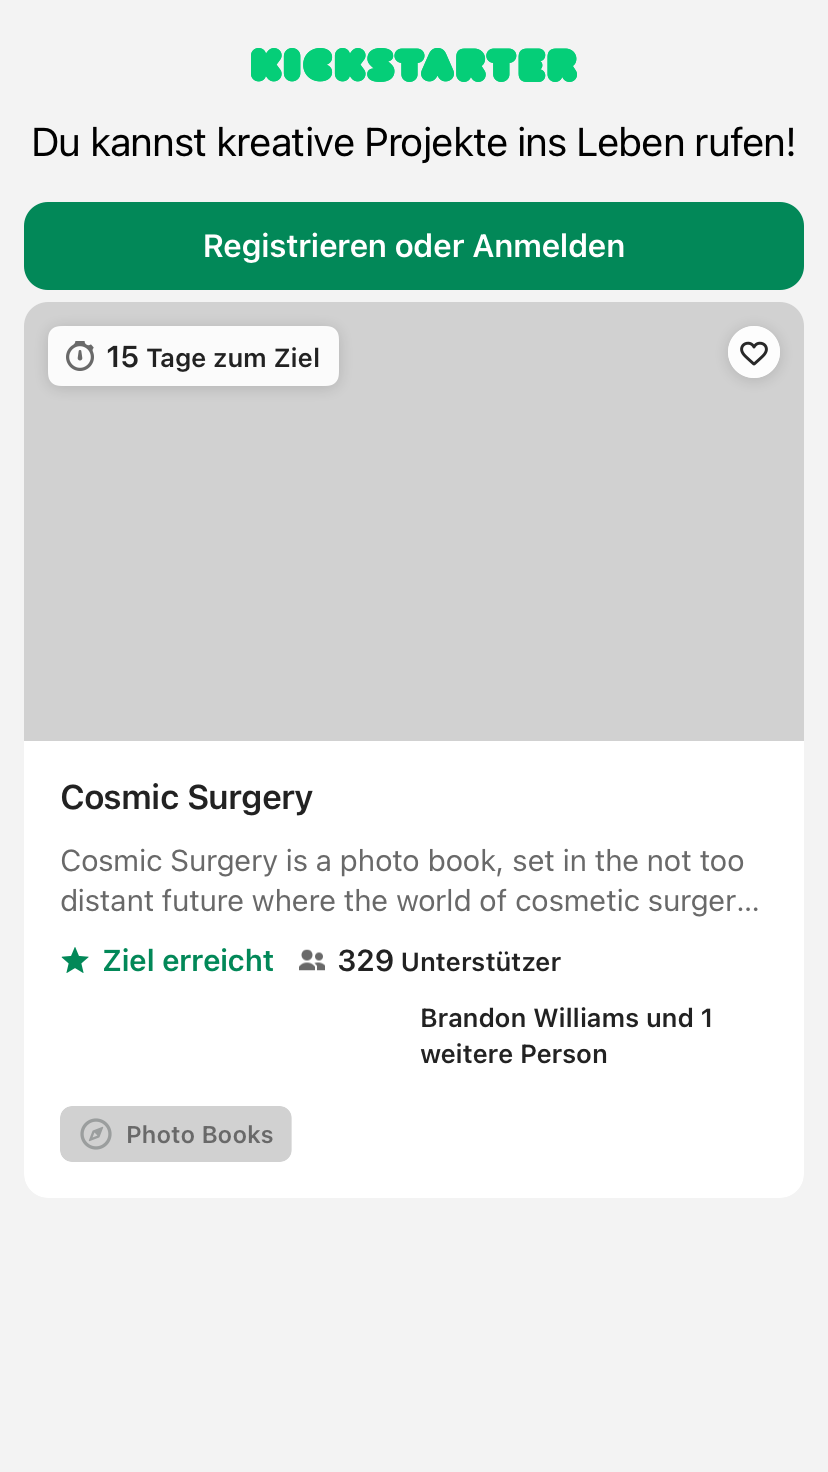 KICKSTARTER
Du kannst kreative Projekte ins Leben rufen!
Registrieren oder Anmelden
15 Tage zum Ziel
Cosmic Surgery
Cosmic Surgery is a photo book, set in the not too
distant future where the world of cosmetic surger...
Ziel erreicht 329 Unterstützer
Brandon Williams und 1
weitere Person
Photo Books